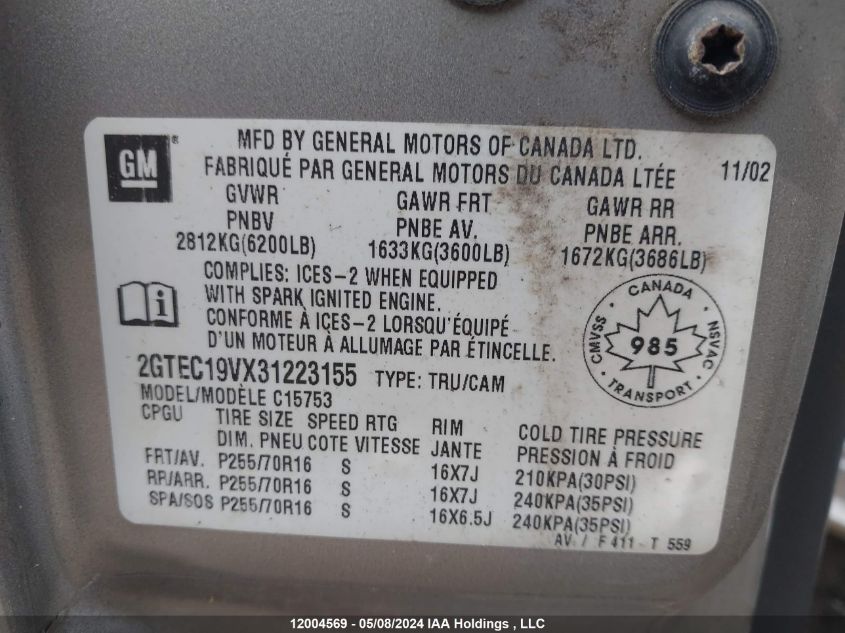 GM
MFD BY GENERAL MOTORS OF CANADA LTD.
FABRIQUÉ PAR GENERAL MOTORS DU CANADA LTÉE 11/02
GVWR GAWR FRT GAWR RR
PNBV PNBE AV. PNBE ARR.
2812KG(6200LB) 1633KG(3600LB) 1672KG(3686LB)
COMPLIES: ICES-2 WHEN EQUIPPED
WITH SPARK IGNITED ENGINE.
CONFORME À ICES-2 LORSQU'ÉQUIPÉ
D'UN MOTEUR À ALLUMAGE PAR ÉTINCELLE.
CANADA
CMVSS 985 NSVAC
TRANSPORT
2GTEC19VX31223155 TYPE: TRU/CAM
MODEL/MODÈLE C15753
CPGU TIRE SIZE SPEED RTG RIM COLD TIRE PRESSURE
DIM. PNEU COTE VITESSE JANTE PRESSION À FROID
FRT/AV. P255/70R16 S 16X7J 210KPA(30PSI)
RR/ARR. P255/70R16 S 16X7J 240KPA(35PSI)
SPA/SOS P255/70R16 S 16X6.5J 240KPA(35PSI)
AV / F411 - T 559
12004569 - 05/08/2024 IAA Holdings , LLC